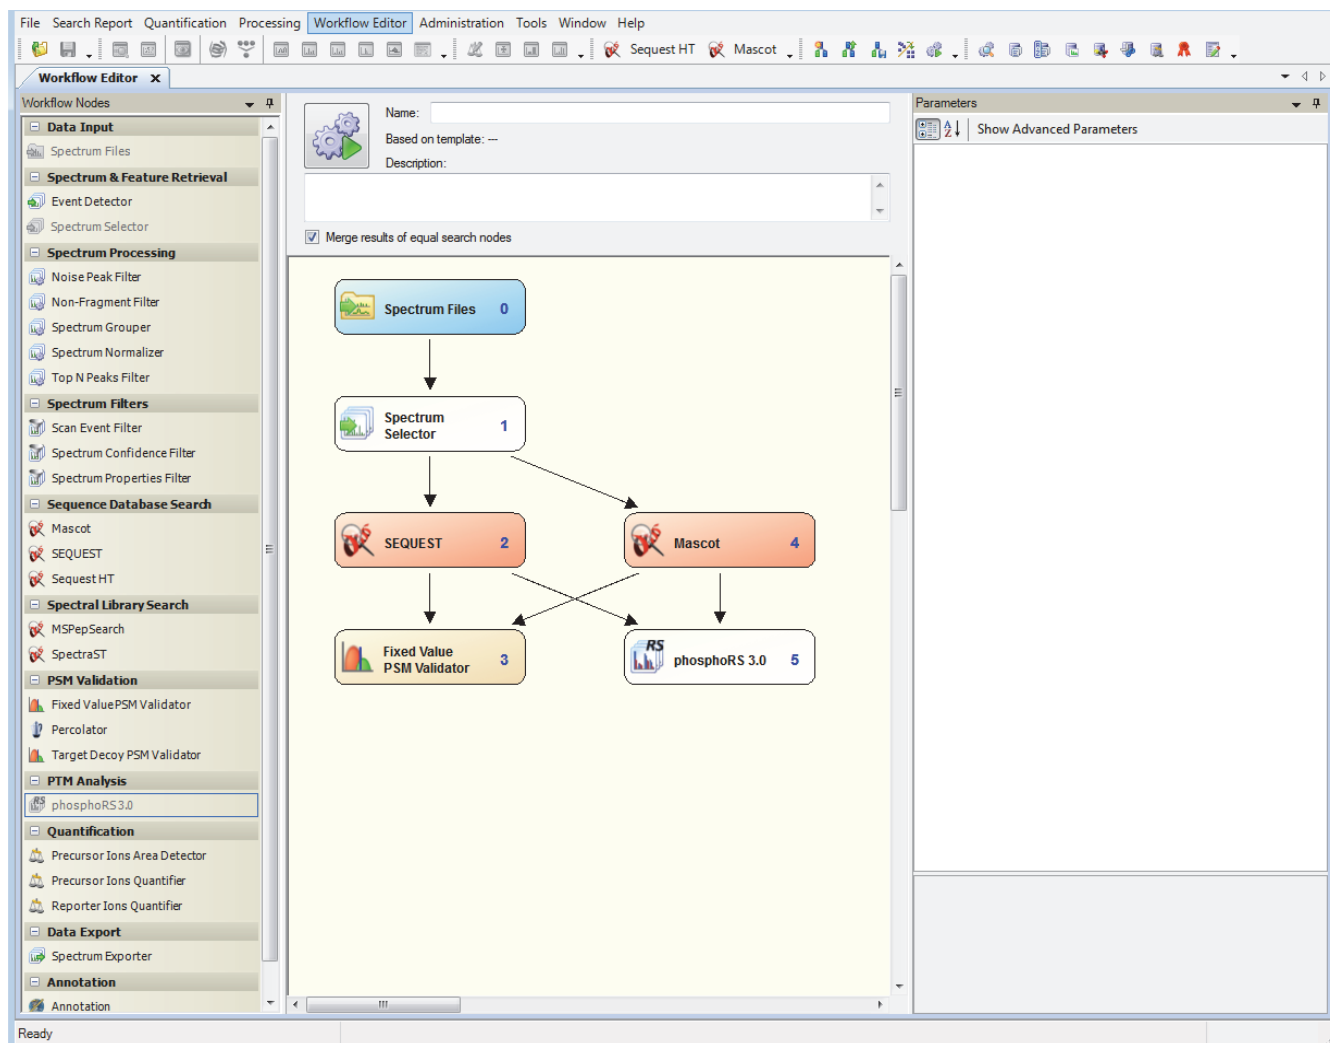 File Search Report Quantification Processing Workflow Editor Administration Tools Window Help
Sequest HT Mascot
Workflow Editor x
Workflow Nodes
Data Input
Spectrum Files
Spectrum & Feature Retrieval
Event Detector
Spectrum Selector
Spectrum Processing
Noise Peak Filter
Non-Fragment Filter
Spectrum Grouper
Spectrum Normalizer
Top N Peaks Filter
Spectrum Filters
Scan Event Filter
Spectrum Confidence Filter
Spectrum Properties Filter
Sequence Database Search
Mascot
SEQUEST
Sequest HT
Spectral Library Search
MSPepSearch
SpectraST
PSM Validation
Fixed Value PSM Validator
Percolator
Target Decoy PSM Validator
PTM Analysis
phosphoRS 3.0
Quantification
Precursor Ions Area Detector
Precursor Ions Quantifier
Reporter Ions Quantifier
Data Export
Spectrum Exporter
Annotation
Annotation
Name:
Based on template: ---
Description:
Merge results of equal search nodes
Spectrum Files 0
Spectrum
Selector 1
SEQUEST 2
Mascot 4
Fixed Value
PSM Validator 3
RS
phosphoRS 3.0 5
Parameters
Show Advanced Parameters
Ready